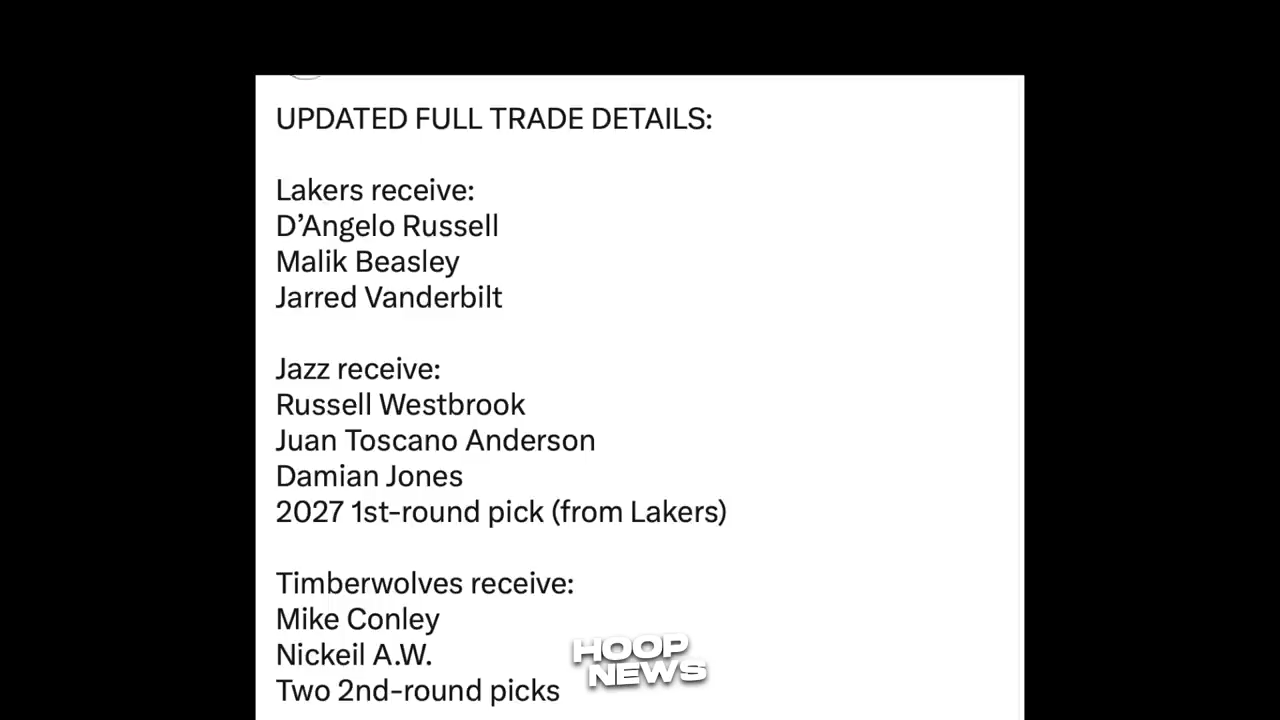 UPDATED FULL TRADE DETAILS:
Lakers receive:
D’Angelo Russell
Malik Beasley
Jarred Vanderbilt
Jazz receive:
Russell Westbrook
Juan Toscano Anderson
Damian Jones
2027 1st-round pick (from Lakers)
Timberwolves receive:
Mike Conley
Nickeil A.W.
Two 2nd-round picks
HOOP
NEWS